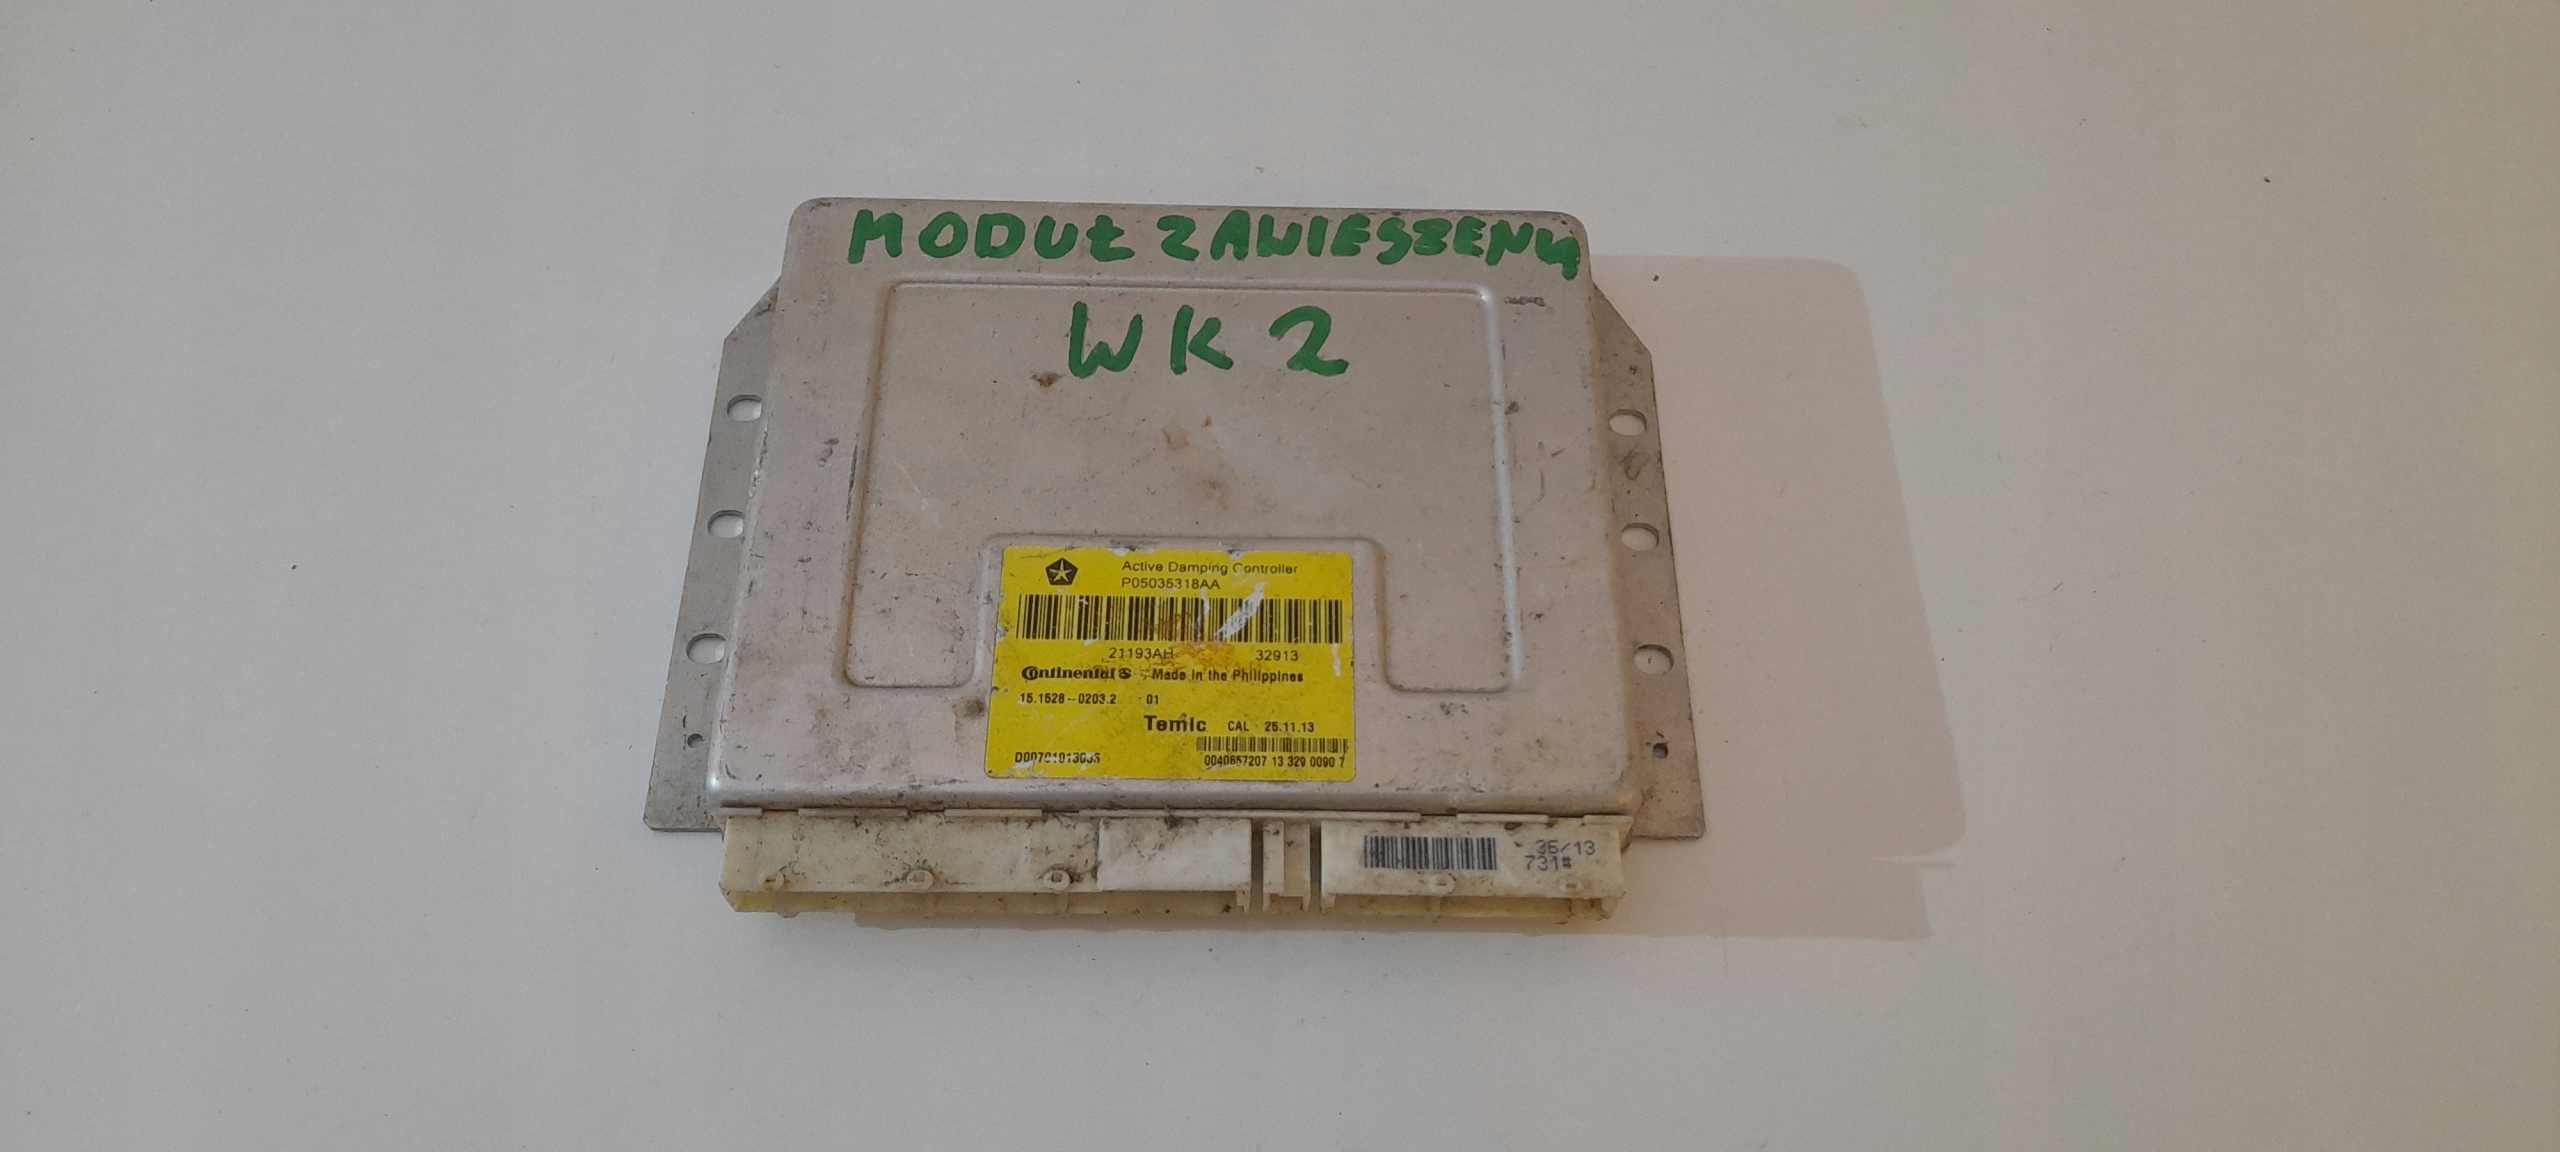 MODUŁ ZAWIESZENIA
WK2
Active Damping Controller
P05035318AA
21193AH 32913
Continental Made in the Philippines
15.1528-0203.2 01
Temic CAL 25.11.13
0040657207 13 329 0090 7
36/13
731#